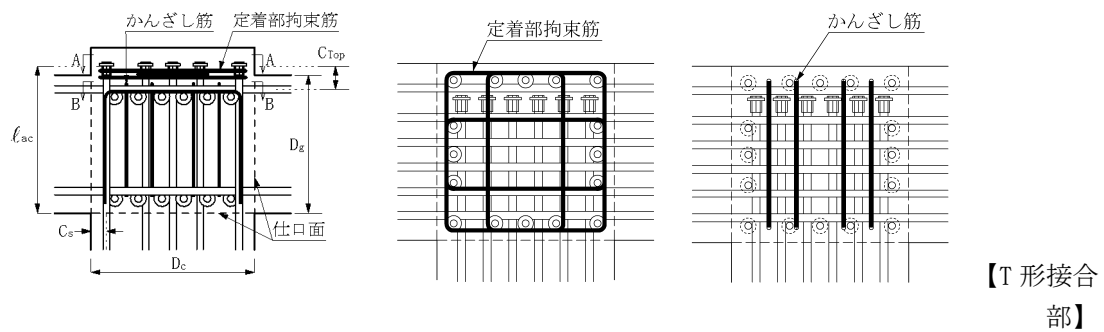 かんざし筋
定着部拘束筋
A
A
CTop
B
B
ℓac
Dg
仕口面
Cs
Dc
定着部拘束筋
かんざし筋
【T 形接合
部】